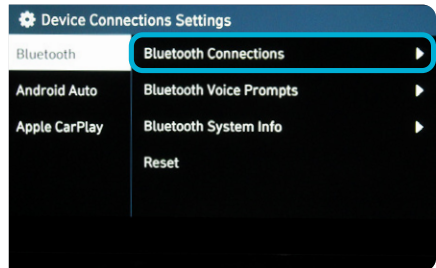 Device Connections Settings
Bluetooth
Bluetooth Connections
Android Auto
Bluetooth Voice Prompts
Apple CarPlay
Bluetooth System Info
Reset